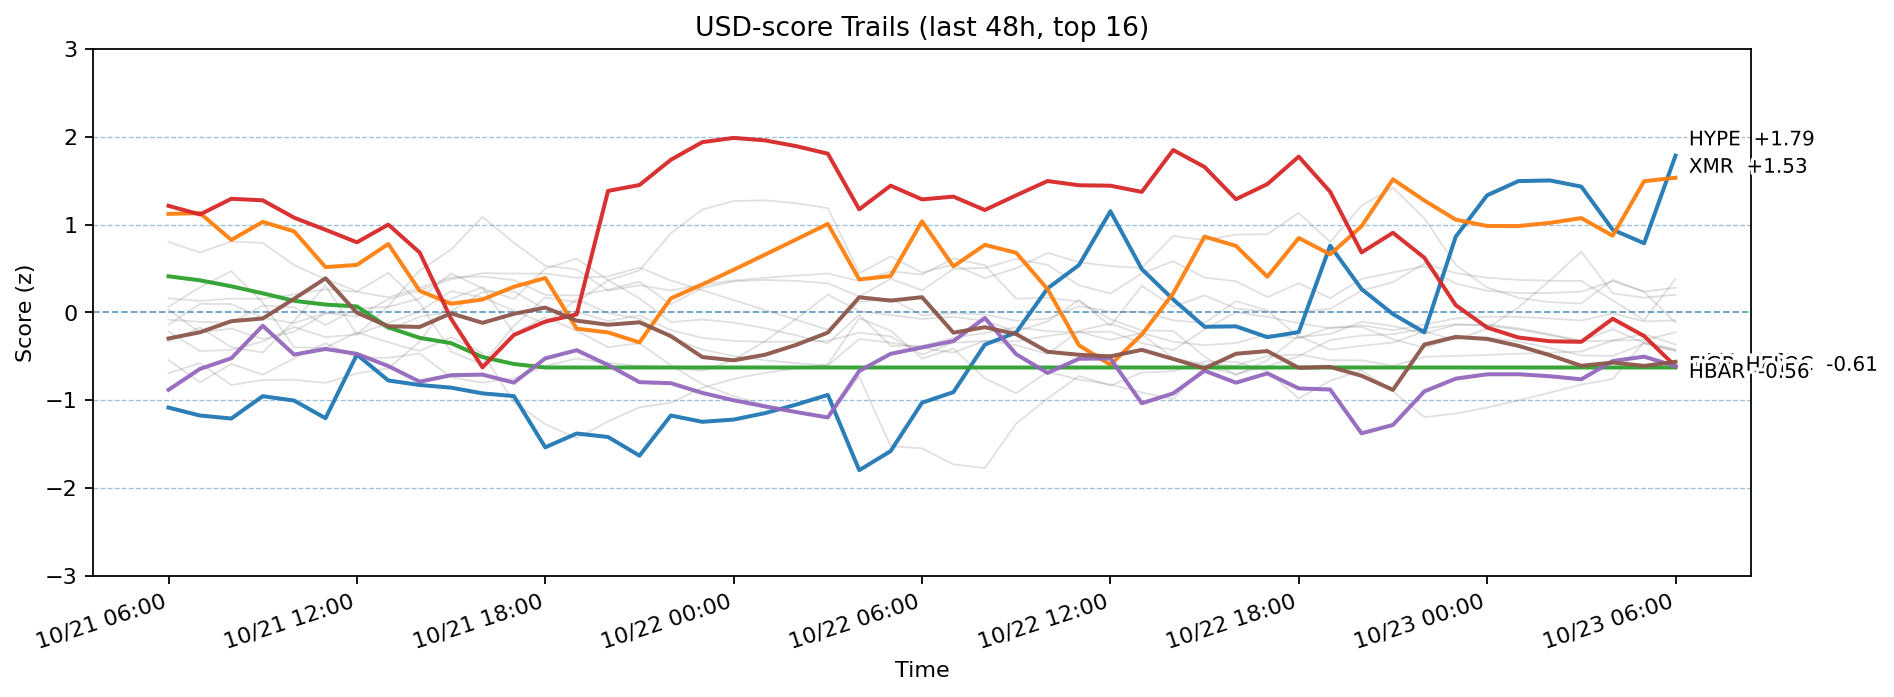 USD-score Trails (last 48h, top 16)
3
2
1
0
−1
−2
−3
Score (z)
HYPE +1.79
XMR +1.53
-0.61
HBAR -0.56
10/21 06:00
10/21 12:00
10/21 18:00
10/22 00:00
10/22 06:00
10/22 12:00
10/22 18:00
10/23 00:00
10/23 06:00
Time